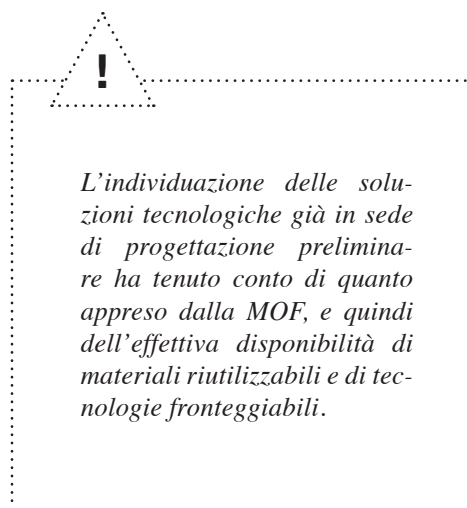 !
L'individuazione delle solu-
zioni tecnologiche già in sede
di progettazione prelimina-
re ha tenuto conto di quanto
appreso dalla MOF, e quindi
dell'effettiva disponibilità di
materiali riutilizzabili e di tec-
nologie fronteggiabili.